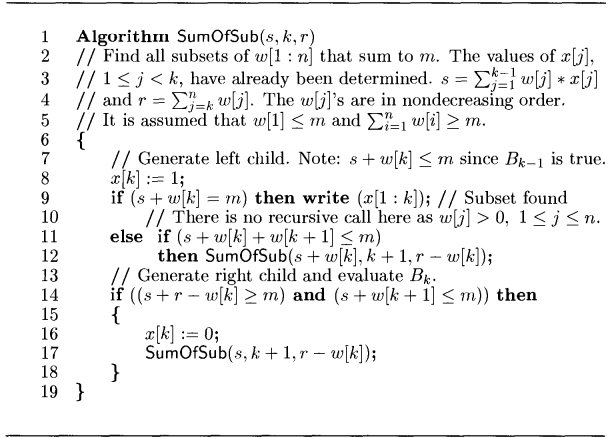 1 Algorithm SumOfSub(s, k, r)
2 // Find all subsets of w[1 : n] that sum to m. The values of x[j],
3 // 1 ≤ j < k, have already been determined. s = ∑_{j=1}^{k−1} w[j] ∗ x[j]
4 // and r = ∑_{j=k}^{n} w[j]. The w[j]'s are in nondecreasing order.
5 // It is assumed that w[1] ≤ m and ∑_{i=1}^{n} w[i] ≥ m.
6 {
7 // Generate left child. Note: s + w[k] ≤ m since B_{k−1} is true.
8 x[k] := 1;
9 if (s + w[k] = m) then write (x[1 : k]); // Subset found
10 // There is no recursive call here as w[j] > 0, 1 ≤ j ≤ n.
11 else if (s + w[k] + w[k + 1] ≤ m)
12 then SumOfSub(s + w[k], k + 1, r − w[k]);
13 // Generate right child and evaluate B_k.
14 if ((s + r − w[k] ≥ m) and (s + w[k + 1] ≤ m)) then
15 {
16 x[k] := 0;
17 SumOfSub(s, k + 1, r − w[k]);
18 }
19 }